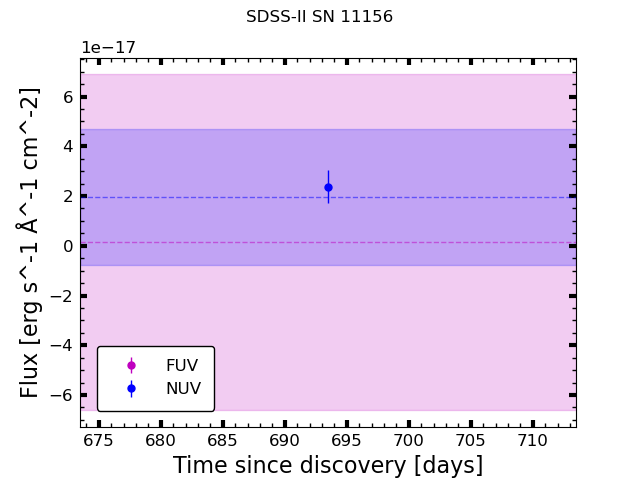 SDSS-II SN 11156
1e−17
6
4
2
0
−2
−4
−6
Flux [erg s^-1 Å^-1 cm^-2]
FUV
NUV
675 680 685 690 695 700 705 710
Time since discovery [days]